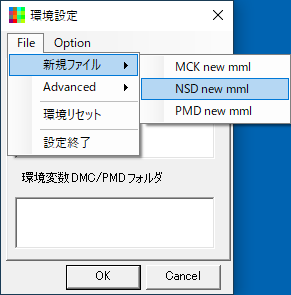 環境設定
File Option
新規ファイル
Advanced
環境リセット
設定終了
MCK new mml
NSD new mml
PMD new mml
環境変数DMC/PMDフォルダ
OK Cancel